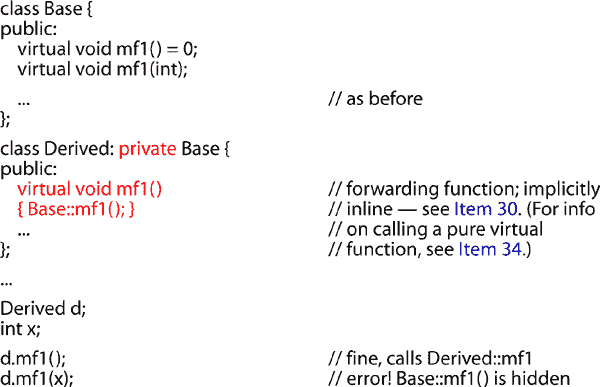 class Base {
public:
virtual void mf1() = 0;
virtual void mf1(int);
... // as before
};
class Derived: private Base {
public:
virtual void mf1() // forwarding function; implicitly
{ Base::mf1(); } // inline — see Item 30. (For info
... // on calling a pure virtual
}; // function, see Item 34.)
...
Derived d;
int x;
d.mf1(); // fine, calls Derived::mf1
d.mf1(x); // error! Base::mf1() is hidden